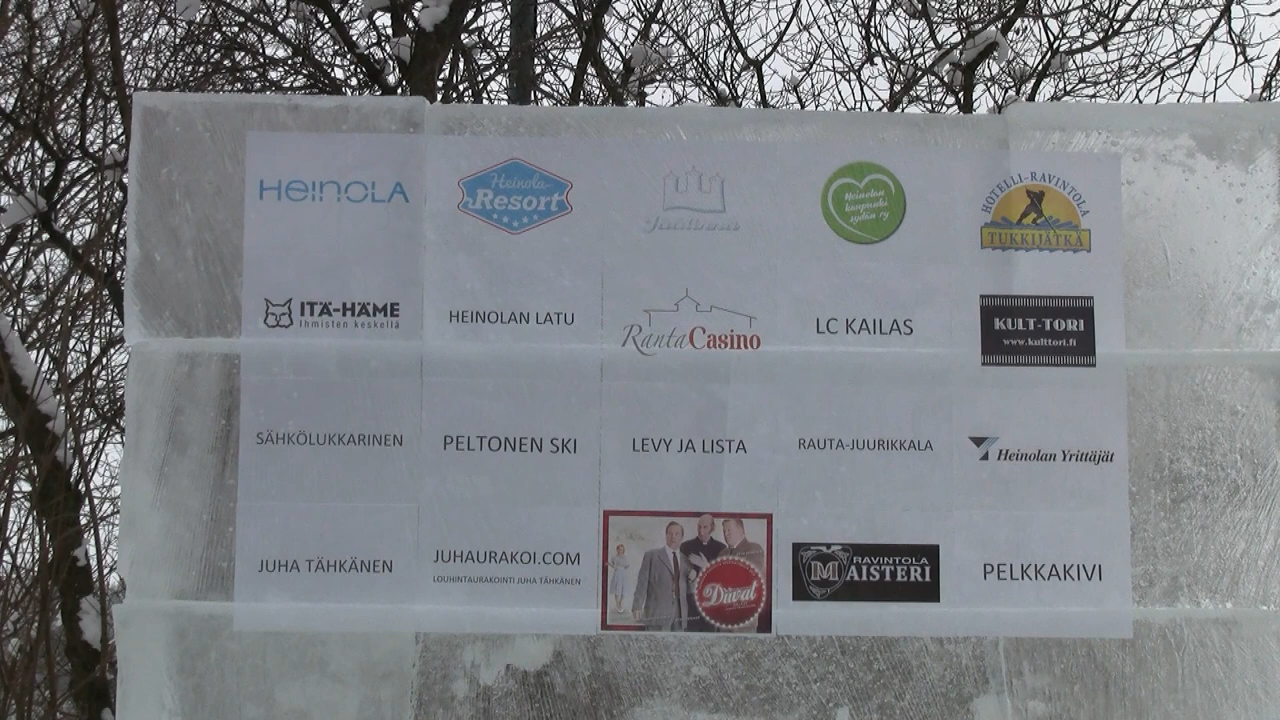 HEINOLA
Heinola
Resort
Jäälinna
Heinolan
kaupunki
sydän ry
HOTELLI-RAVINTOLA
TUKKIJÄTKÄ
ITÄ-HÄME
Ihmisten keskellä
HEINOLAN LATU
RantaCasino
LC KAILAS
KULT-TORI
www.kulttori.fi
SÄHKÖLUKKARINEN
PELTONEN SKI
LEVY JA LISTA
RAUTA-JUURIKKALA
Heinolan Yrittäjät
JUHA TÄHKÄNEN
JUHAURAKOI.COM
LOUHINTAURAKOINTI JUHA TÄHKÄNEN
Duval
RAVINTOLA
MAISTERI
PELKKAKIVI